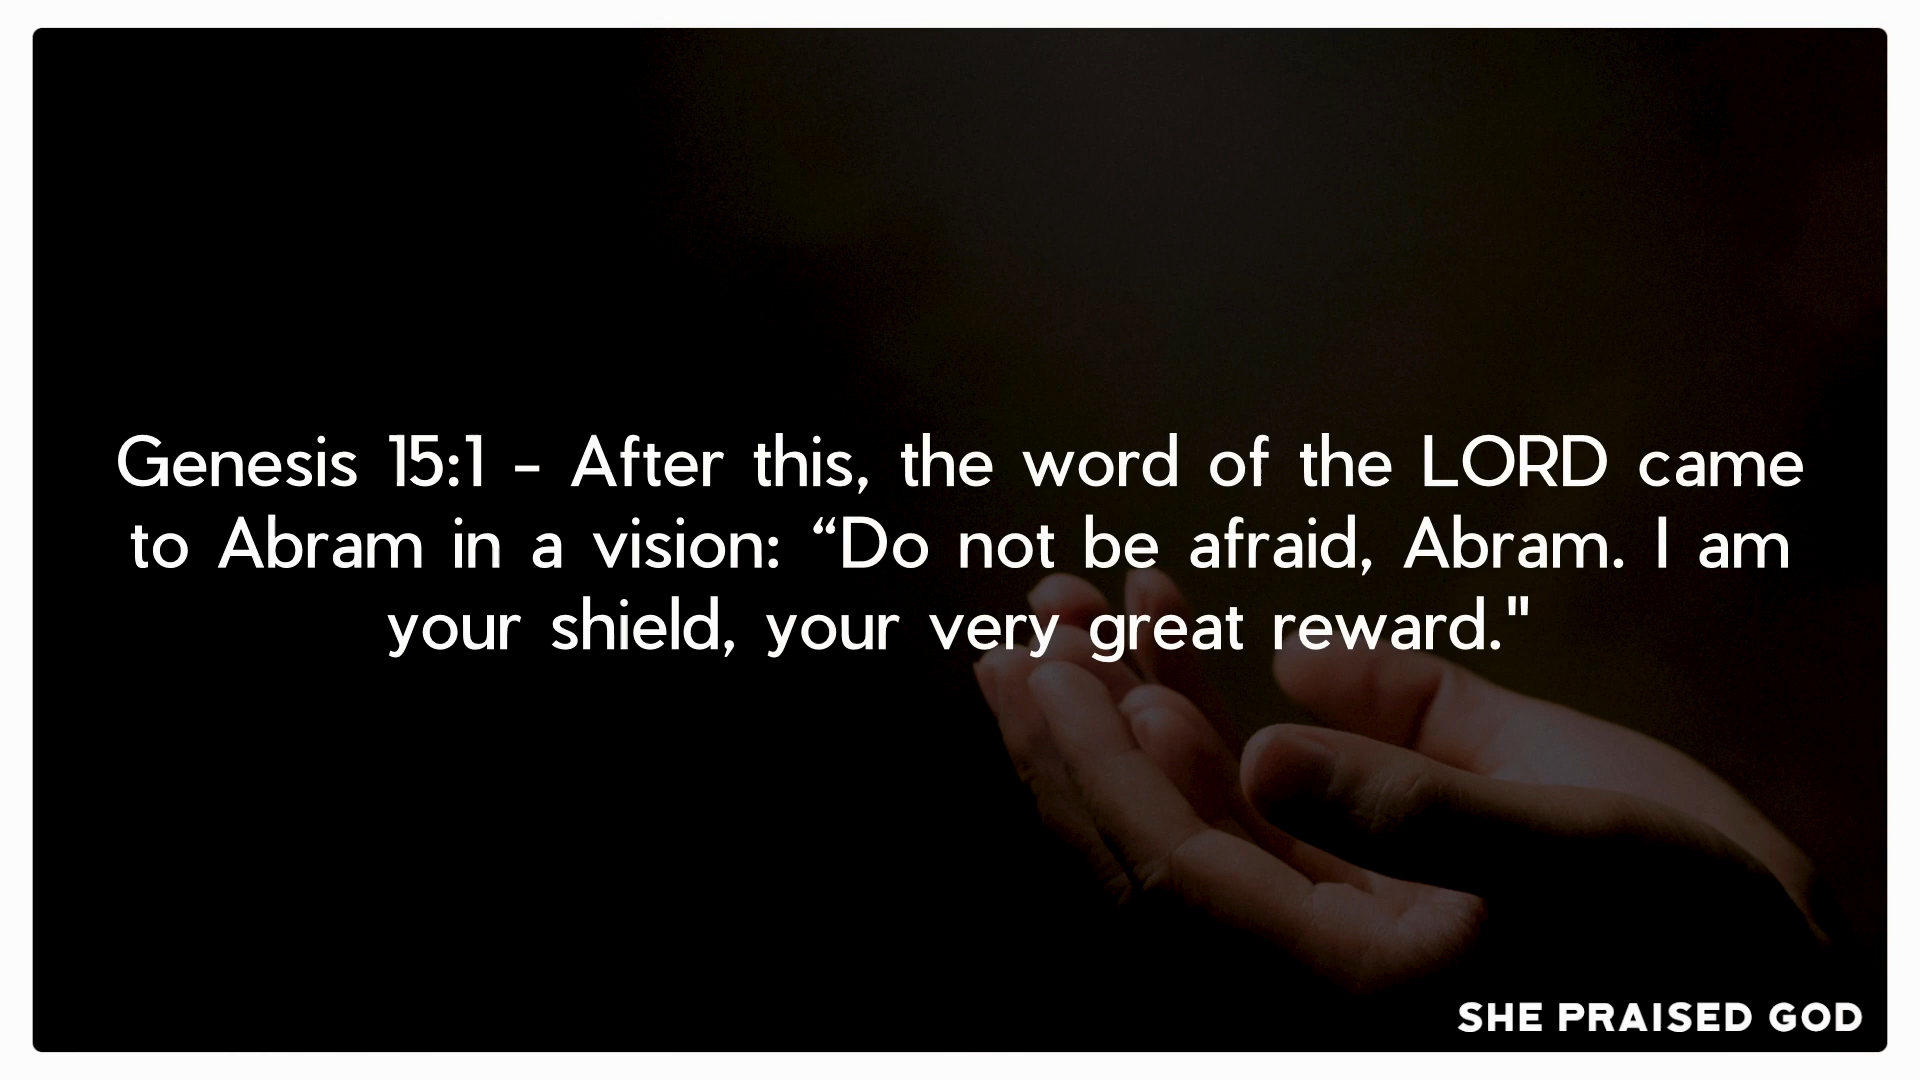 Genesis 15:1 - After this, the word of the LORD came
to Abram in a vision: “Do not be afraid, Abram. I am
your shield, your very great reward."
SHE PRAISED GOD